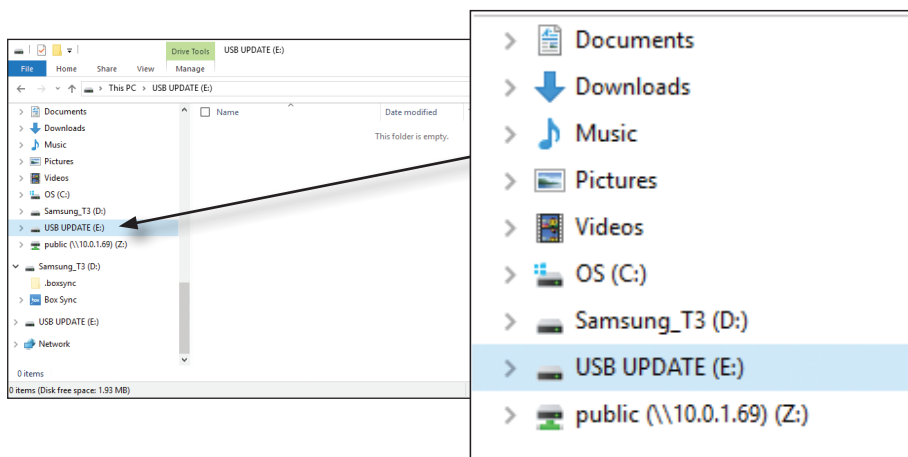 Drive Tools USB UPDATE (E:)
File Home Share View Manage
This PC > USB UPDATE (E:)
Name Date modified
This folder is empty.
Documents
Downloads
Music
Pictures
Videos
OS (C:)
Samsung_T3 (D:)
USB UPDATE (E:)
public (\\10.0.1.69) (Z:)
Samsung_T3 (D:)
.boxsync
Box Sync
USB UPDATE (E:)
Network
0 items
0 items (Disk free space: 1.93 MB)
Documents
Downloads
Music
Pictures
Videos
OS (C:)
Samsung_T3 (D:)
USB UPDATE (E:)
public (\\10.0.1.69) (Z:)